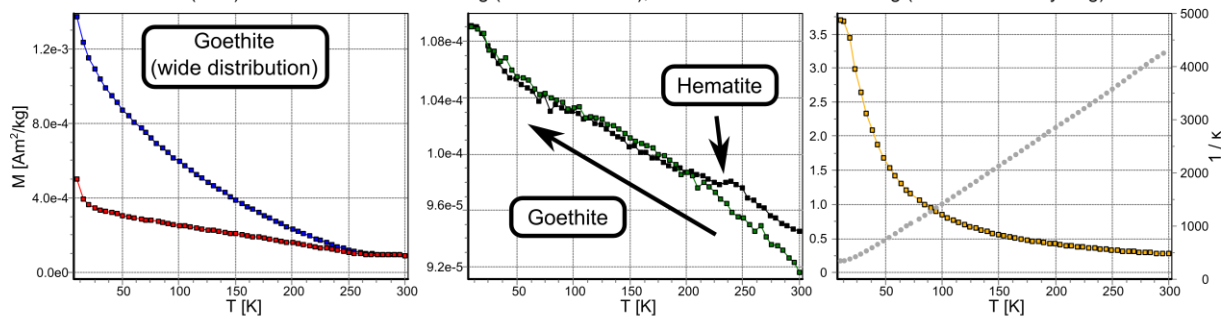 1.2e-3
8.0e-4
4.0e-4
0.0e0
M [Am²/kg]
Goethite
(wide distribution)
50
100
150
200
250
300
T [K]
1.08e-4
1.04e-4
1.0e-4
9.6e-5
9.2e-5
Hematite
Goethite
50
100
150
200
250
300
T [K]
3.5
3.0
2.5
2.0
1.5
1.0
0.5
0
50
100
150
200
250
300
T [K]
5000
4000
3000
2000
1000
0
1 / κ